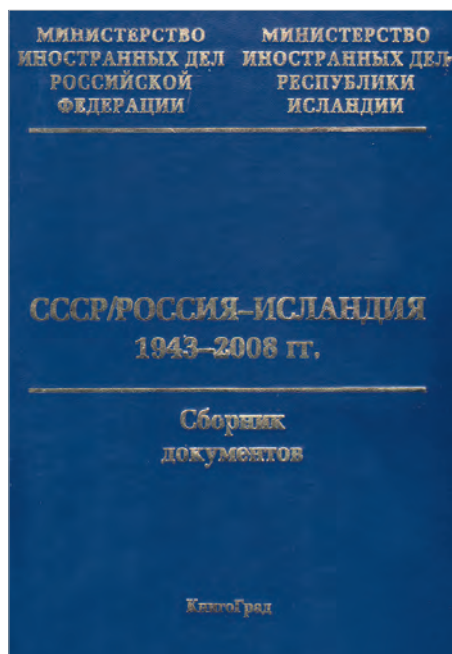 МИНИСТЕРСТВО
ИНОСТРАННЫХ ДЕЛ
РОССИЙСКОЙ
ФЕДЕРАЦИИ
МИНИСТЕРСТВО
ИНОСТРАННЫХ ДЕЛ
РЕСПУБЛИКИ
ИСЛАНДИИ
СССР/РОССИЯ–ИСЛАНДИЯ
1943–2008 гг.
Сборник
документов
КнигоГрад